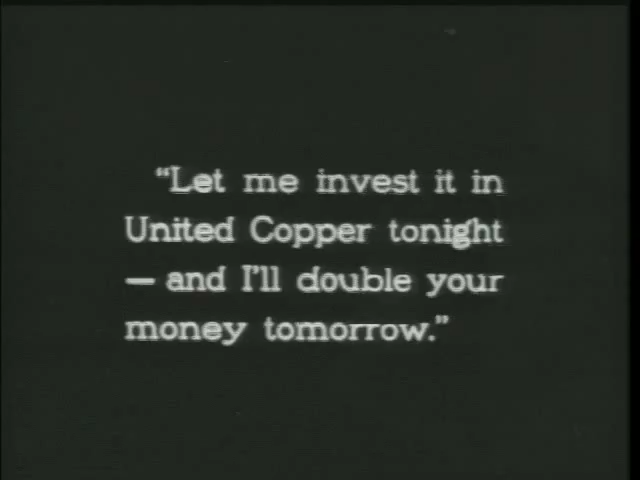 “Let me invest it in
United Copper tonight
— and I’ll double your
money tomorrow.”